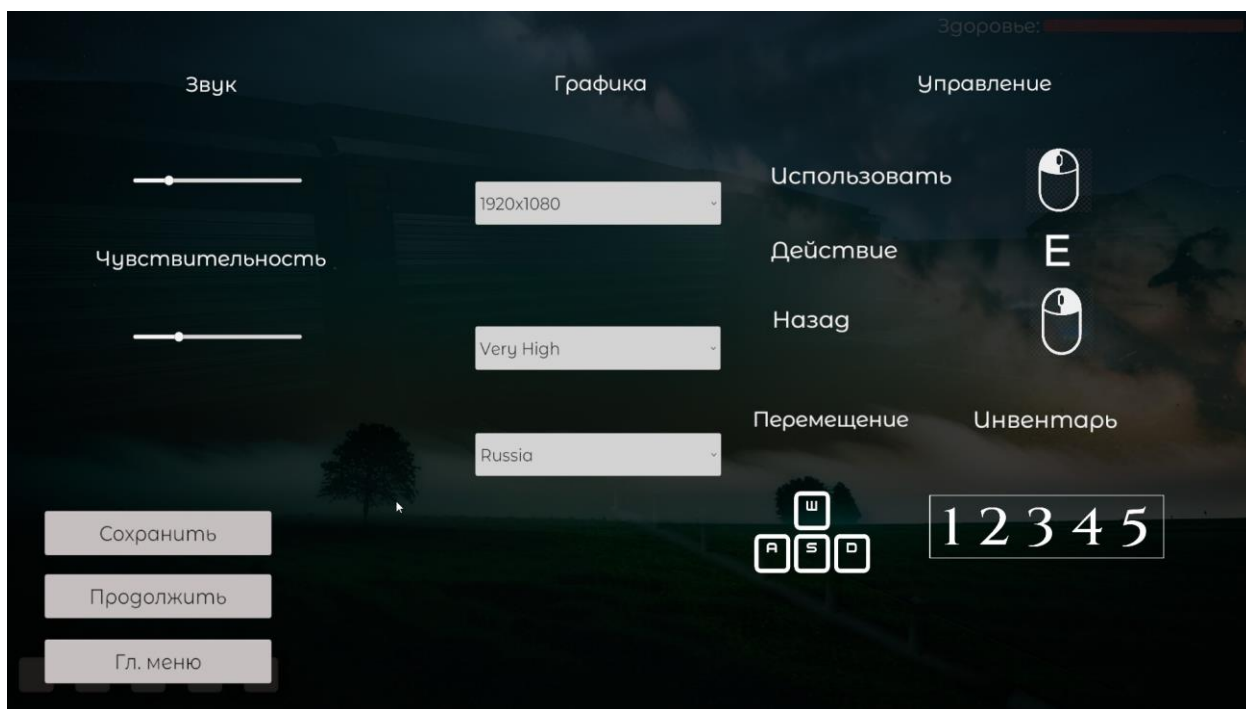 Здоровье:
Звук
Графика
Управление
Использовать
1920x1080
Действие
E
Чувствительность
Назад
Very High
Перемещение
Инвентарь
Russia
W
1 2 3 4 5
A S D
Сохранить
Продолжить
Гл. меню